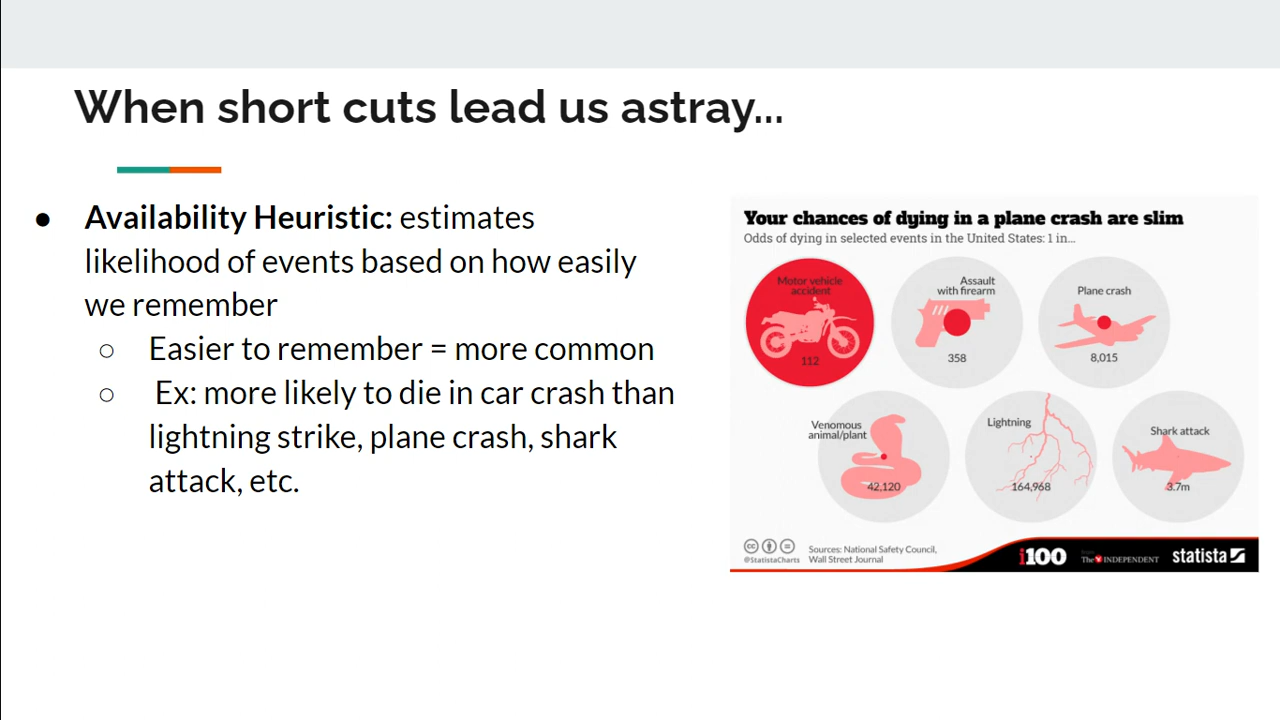 When short cuts lead us astray...
● Availability Heuristic: estimates
likelihood of events based on how easily
we remember
○ Easier to remember = more common
○ Ex: more likely to die in car crash than
lightning strike, plane crash, shark
attack, etc.
Your chances of dying in a plane crash are slim
Odds of dying in selected events in the United States: 1 in...
Motor vehicle
accident
112
Assault
with firearm
358
Plane crash
8,015
Venomous
animal/plant
42,120
Lightning
164,968
Shark attack
3.7m
@StatistaCharts
Sources: National Safety Council,
Wall Street Journal
i100
from
The INDEPENDENT
statista